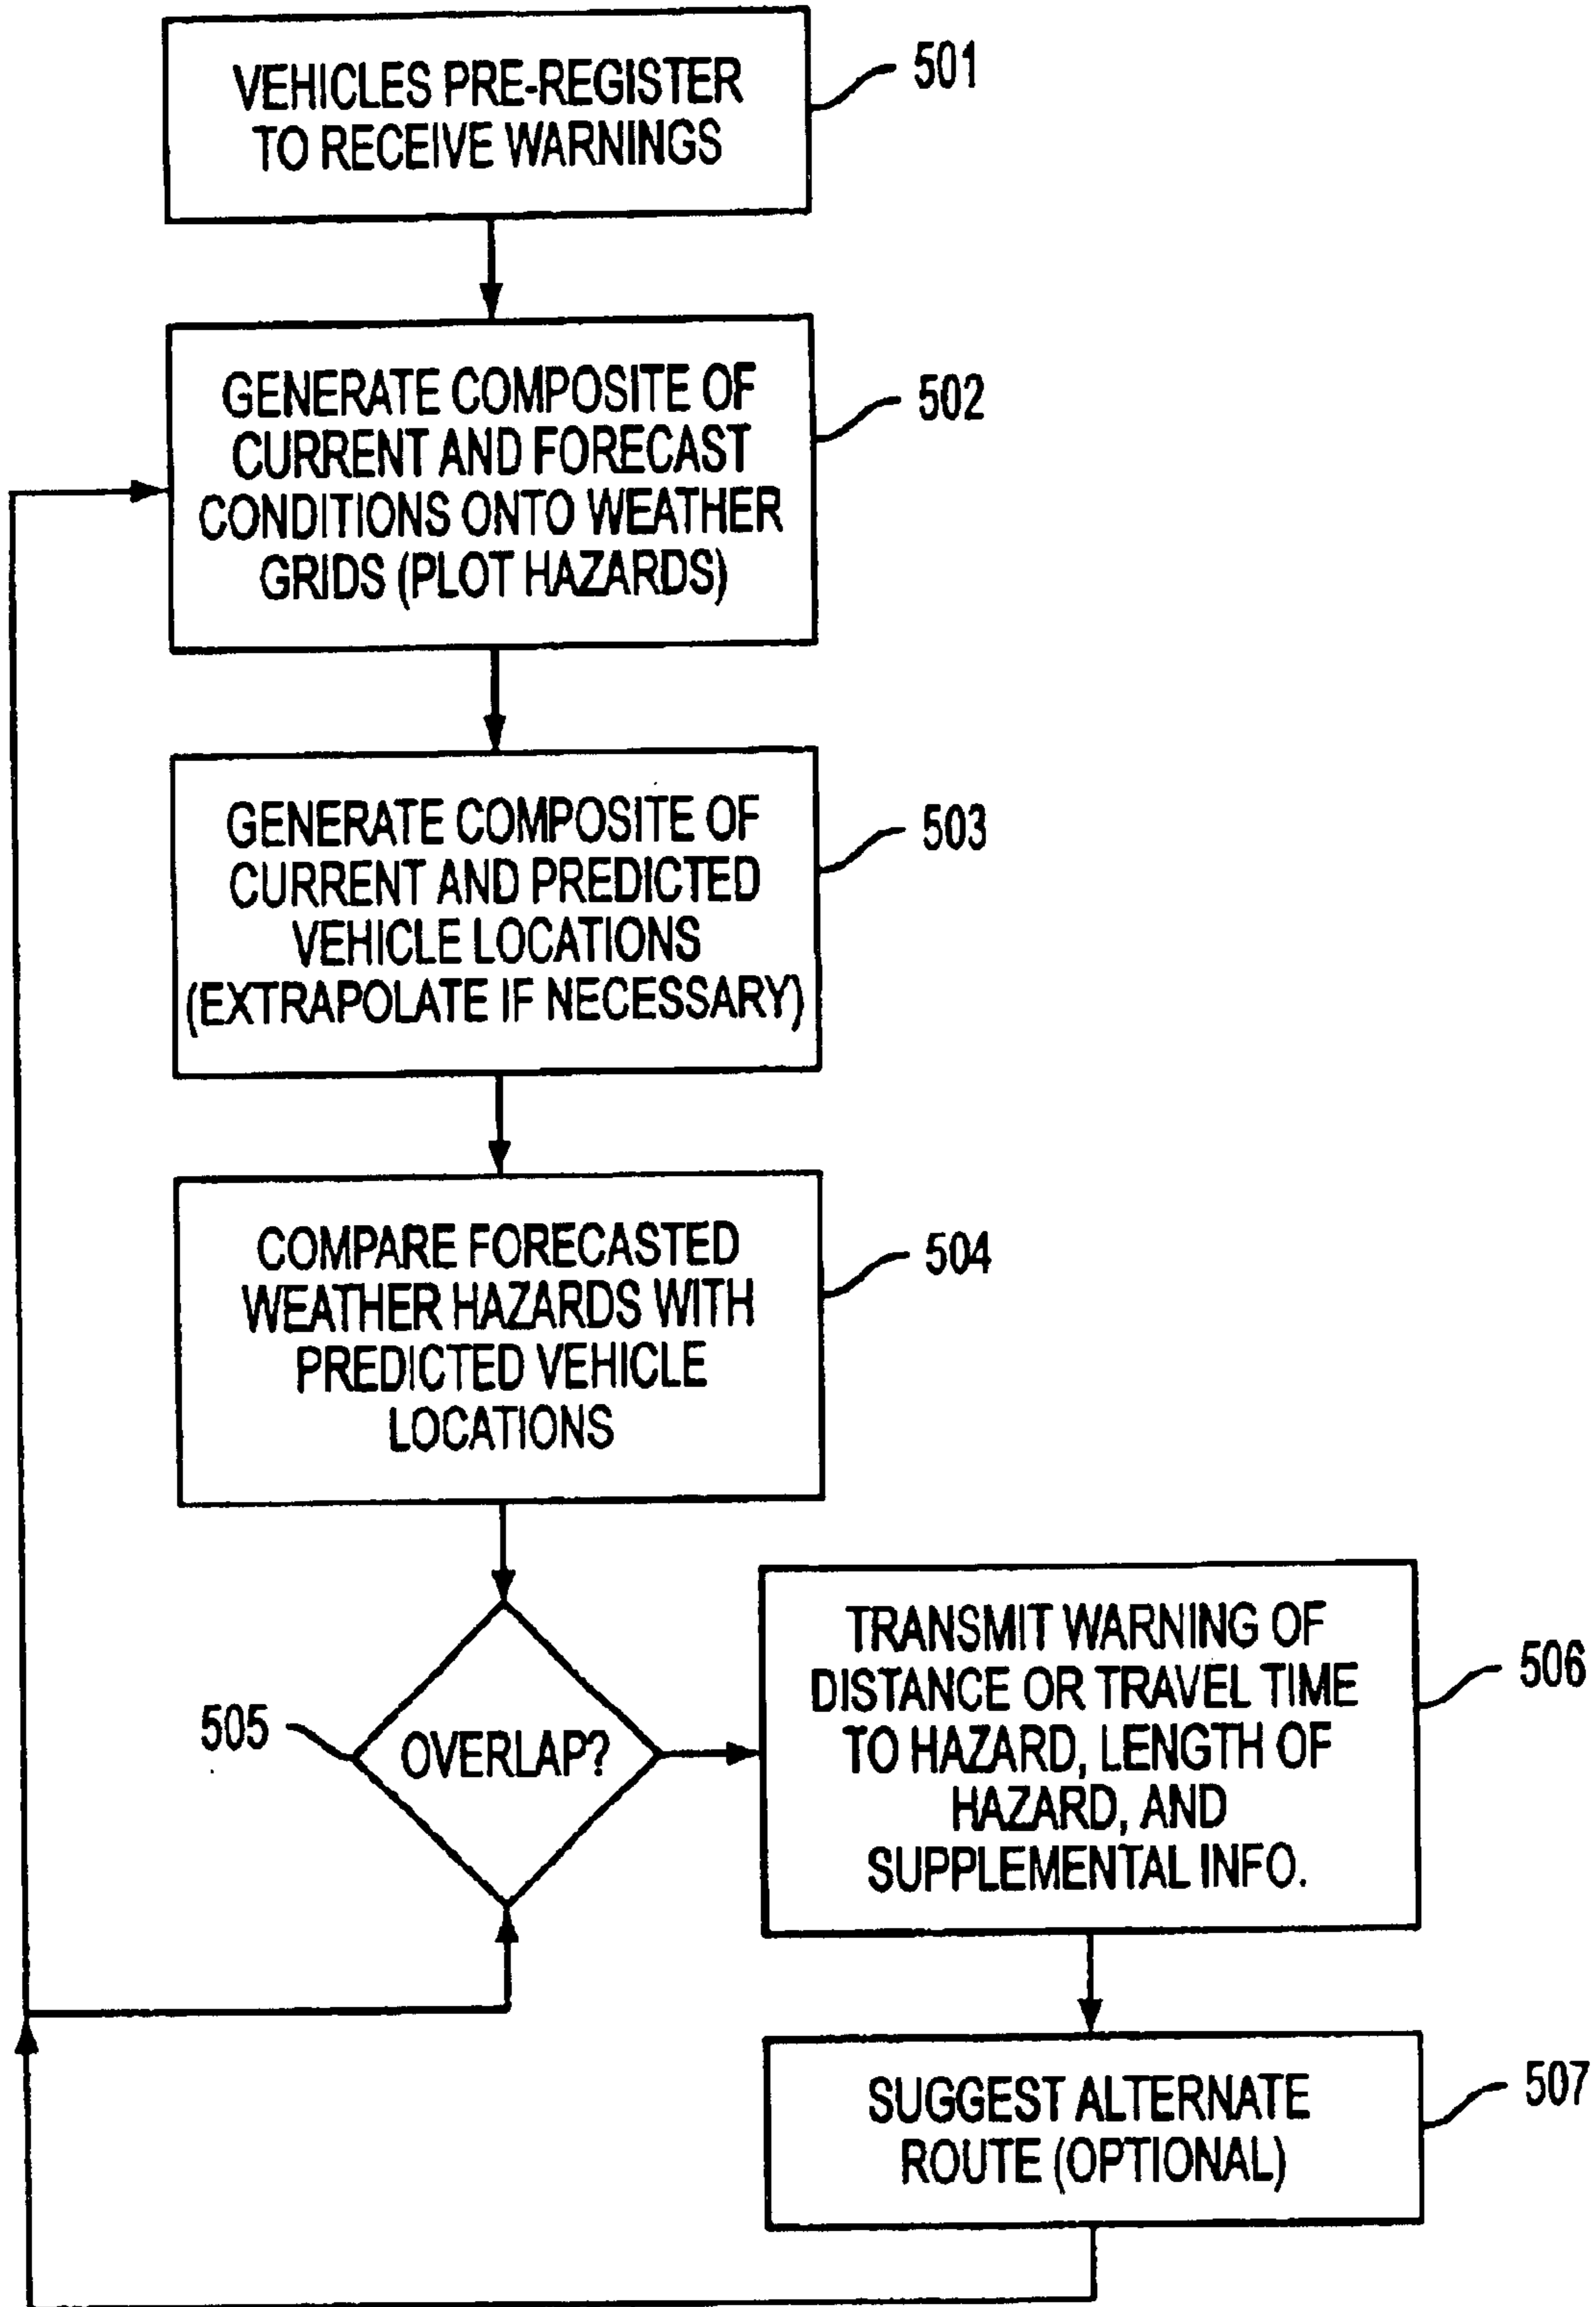 VEHICLES PRE-REGISTER
TO RECEIVE WARNINGS
501
GENERATE COMPOSITE OF
CURRENT AND FORECAST
CONDITIONS ONTO WEATHER
GRIDS (PLOT HAZARDS)
502
GENERATE COMPOSITE OF
CURRENT AND PREDICTED
VEHICLE LOCATIONS
(EXTRAPOLATE IF NECESSARY)
503
COMPARE FORECASTED
WEATHER HAZARDS WITH
PREDICTED VEHICLE
LOCATIONS
504
505
OVERLAP?
TRANSMIT WARNING OF
DISTANCE OR TRAVEL TIME
TO HAZARD, LENGTH OF
HAZARD, AND
SUPPLEMENTAL INFO.
506
SUGGEST ALTERNATE
ROUTE (OPTIONAL)
507